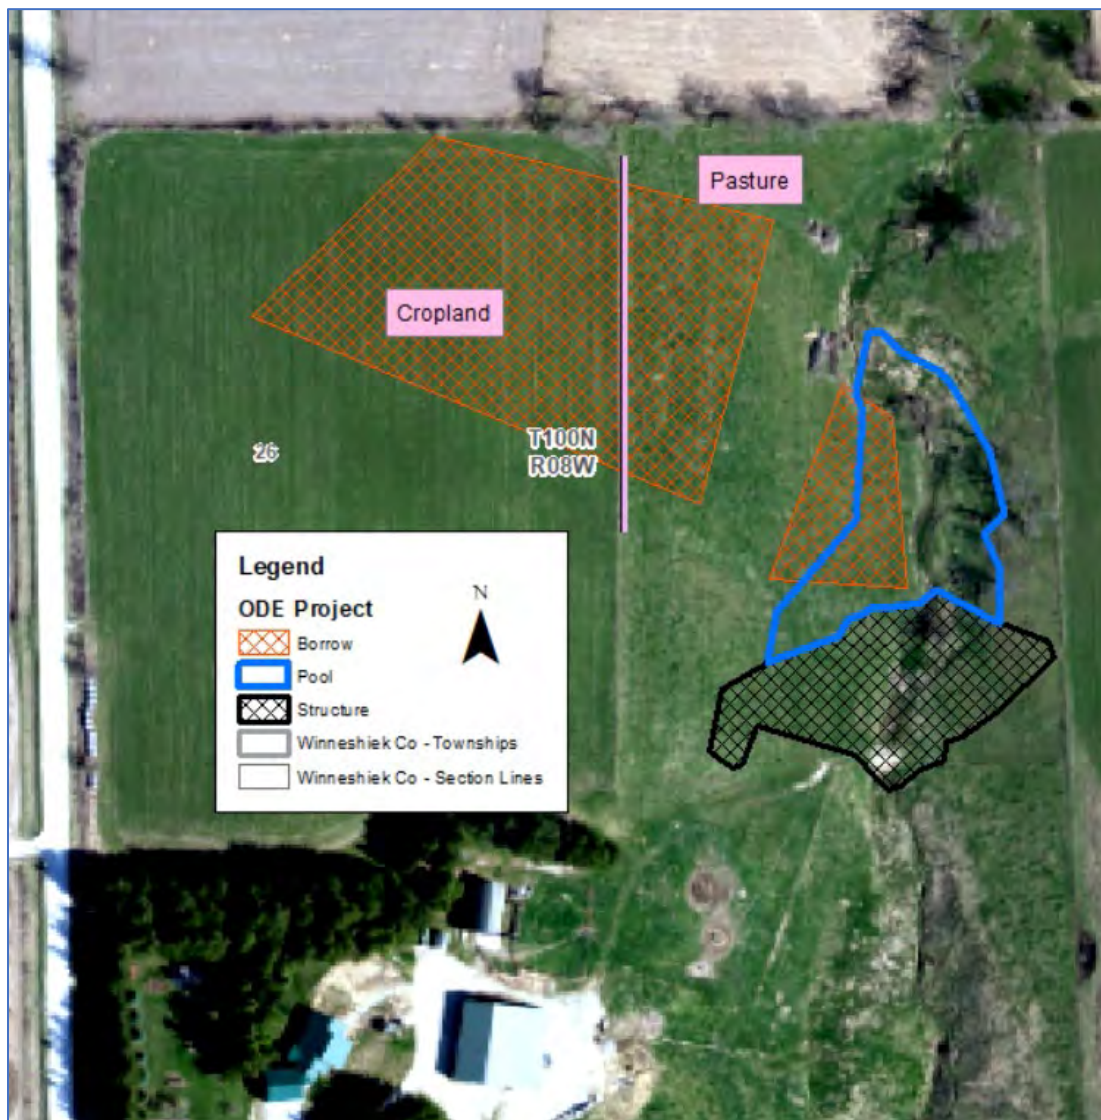 Pasture
Cropland
T100N
R08W
26
Legend
N
ODE Project
Borrow
Pool
Structure
Winneshiek Co - Townships
Winneshiek Co - Section Lines